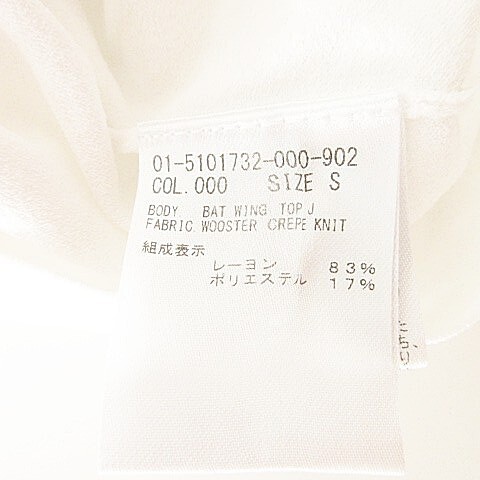 01-5101732-000-902
COL.000 SIZE S
BODY BAT WING TOP J
FABRIC WOOSTER CREPE KNIT
組成表示
レーヨン 83%
ポリエステル 17%